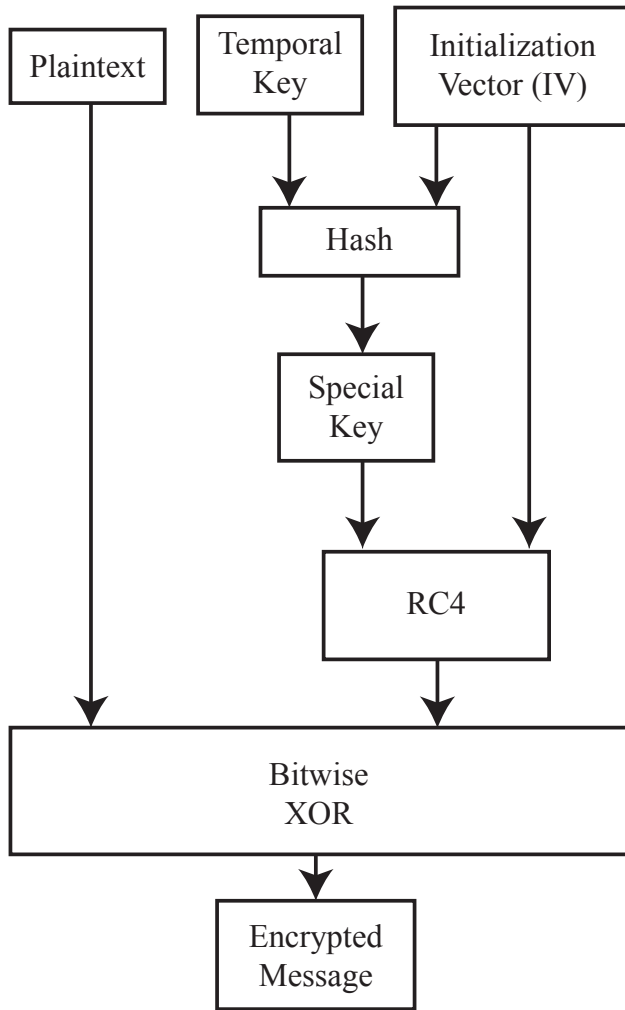 Plaintext
Temporal
Key
Initialization
Vector (IV)
Hash
Special
Key
RC4
Bitwise
XOR
Encrypted
Message